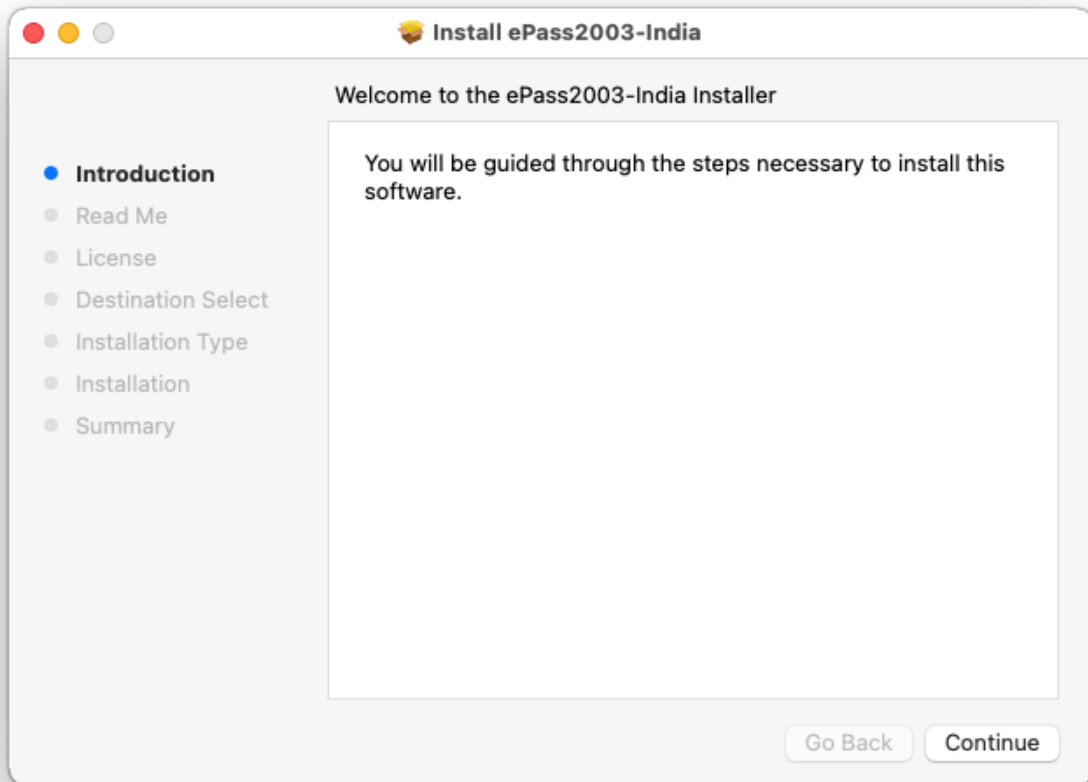 Install ePass2003-India
Welcome to the ePass2003-India Installer
Introduction
Read Me
License
Destination Select
Installation Type
Installation
Summary
You will be guided through the steps necessary to install this
software.
Go Back
Continue